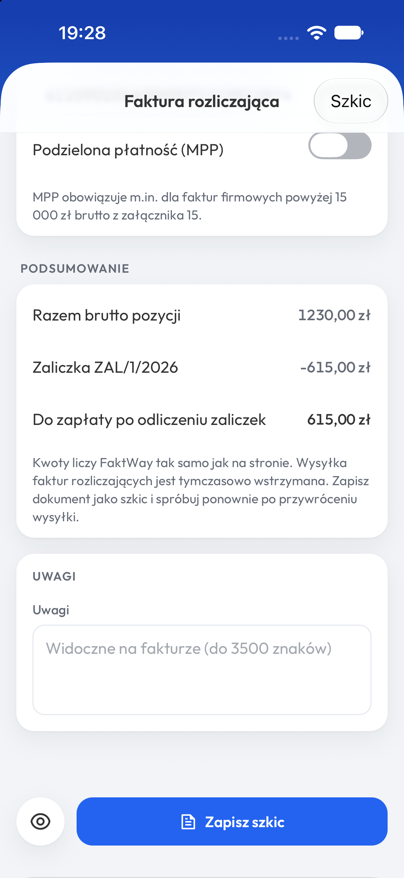 19:28
Faktura rozliczająca
Szkic
Podzielona płatność (MPP)
MPP obowiązuje m.in. dla faktur firmowych powyżej 15
000 zł brutto z załącznika 15.
PODSUMOWANIE
Razem brutto pozycji 1230,00 zł
Zaliczka ZAL/1/2026 -615,00 zł
Do zapłaty po odliczeniu zaliczek 615,00 zł
Kwoty liczy FaktWay tak samo jak na stronie. Wysyłka
faktur rozliczających jest tymczasowo wstrzymana. Zapisz
dokument jako szkic i spróbuj ponownie po przywróceniu
wysyłki.
UWAGI
Uwagi
Widoczne na fakturze (do 3500 znaków)
Zapisz szkic